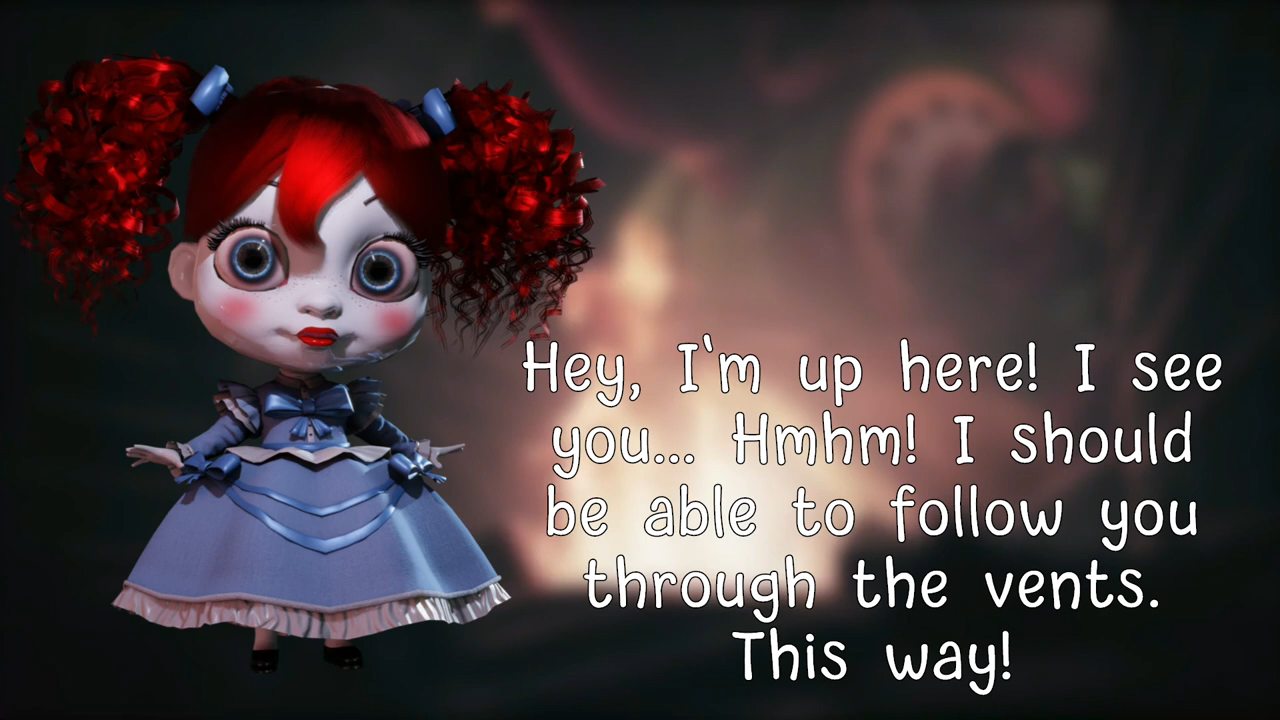 Hey, I'm up here! I see
you... Hmhm! I should
be able to follow you
through the vents.
This way!